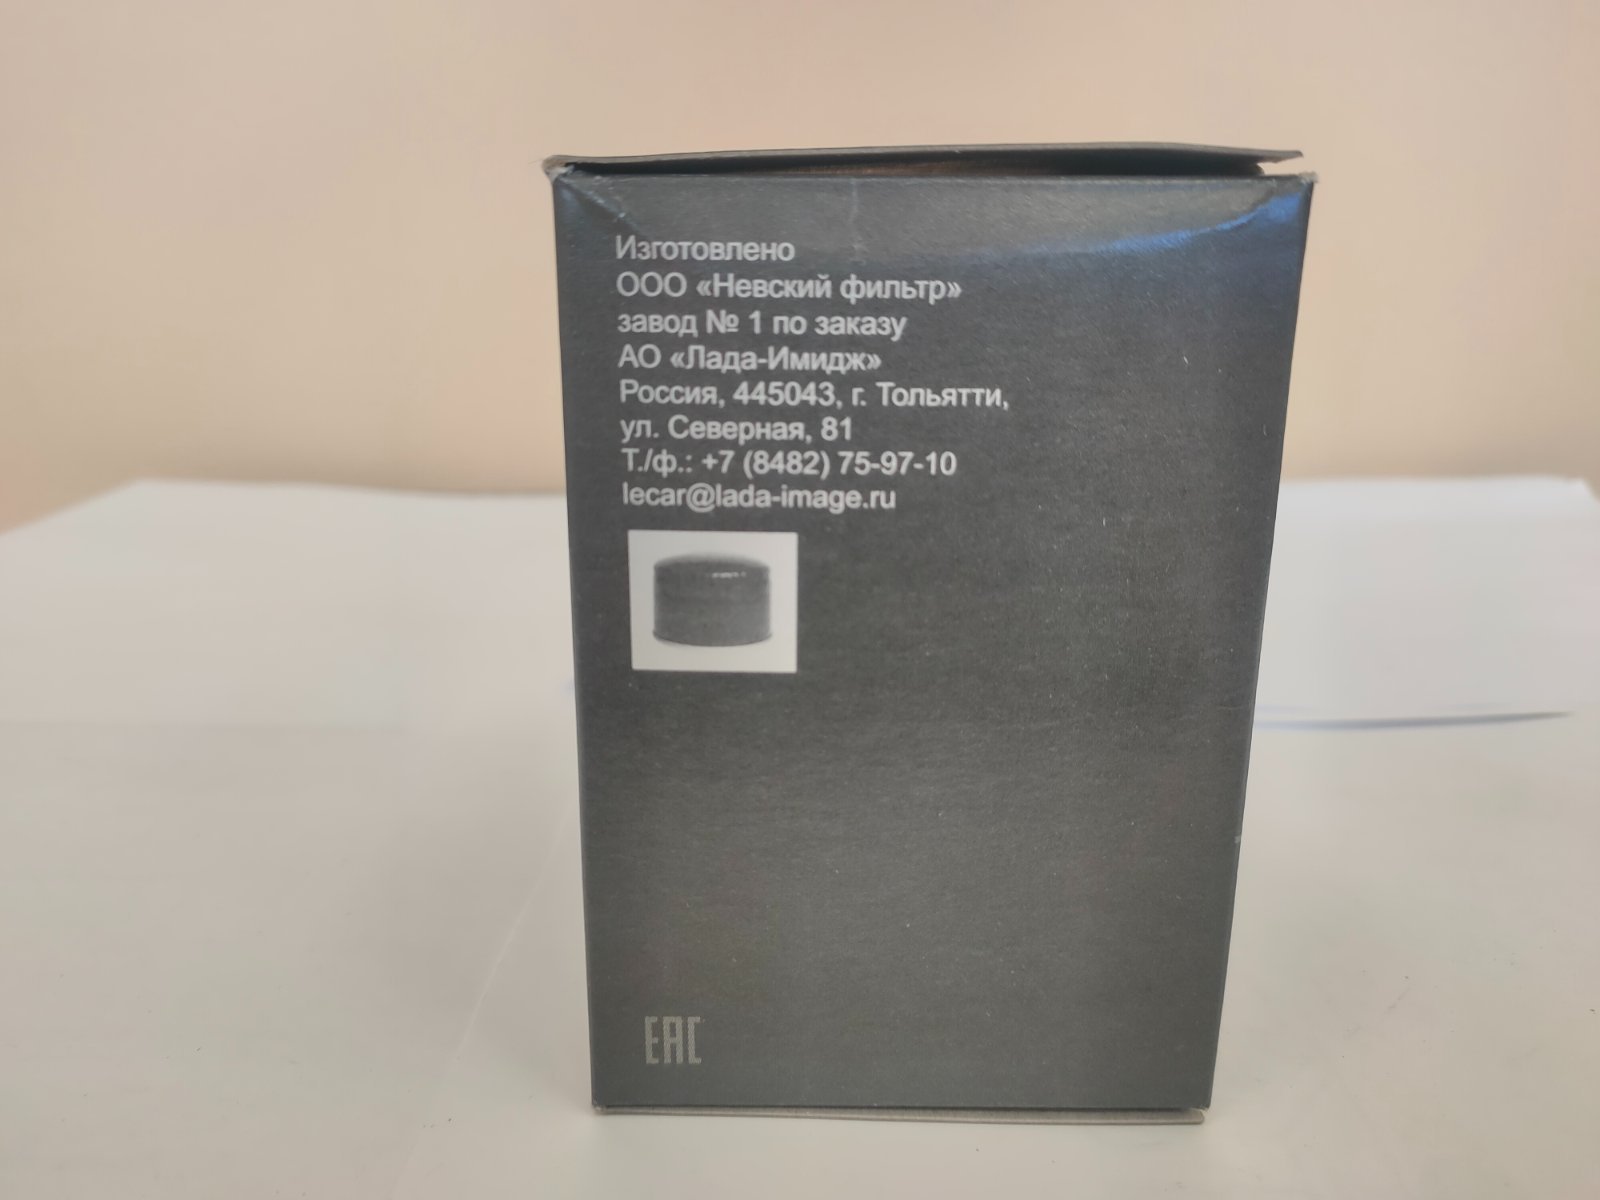 Изготовлено
ООО «Невский фильтр»
завод № 1 по заказу
АО «Лада-Имидж»
Россия, 445043, г. Тольятти,
ул. Северная, 81
Т./ф.: +7 (8482) 75-97-10
lecar@lada-image.ru
EAC